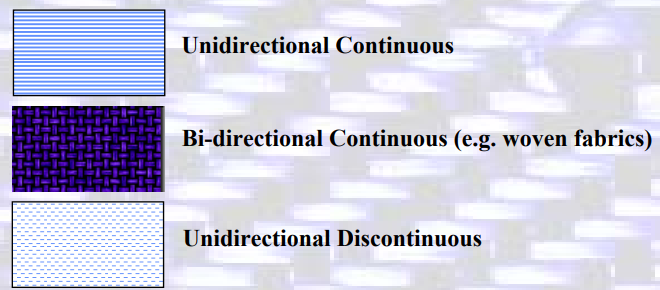 Unidirectional Continuous
Bi-directional Continuous (e.g. woven fabrics)
Unidirectional Discontinuous